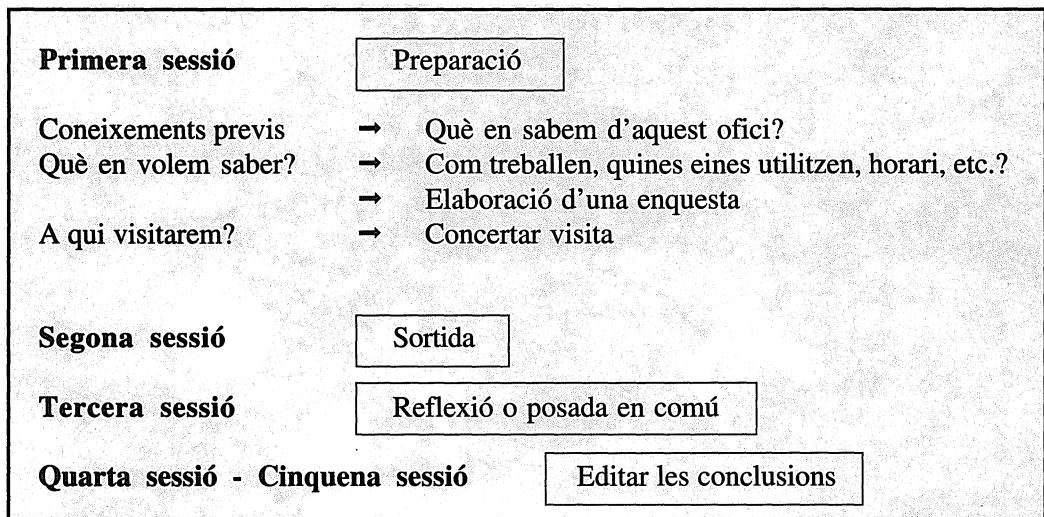 Primera sessió Preparació
Coneixements previs → Què en sabem d'aquest ofici?
Què en volem saber? → Com treballen, quines eines utilitzen, horari, etc.?
→ Elaboració d'una enquesta
A qui visitarem? → Concertar visita
Segona sessió Sortida
Tercera sessió Reflexió o posada en comú
Quarta sessió - Cinquena sessió Editar les conclusions